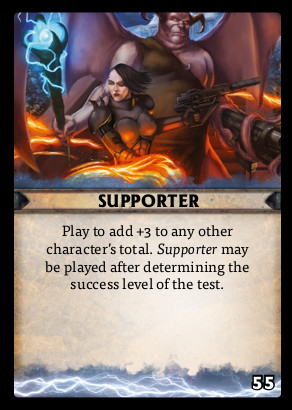 SUPPORTER
Play to add +3 to any other
character's total. Supporter may
be played after determining the
success level of the test.
55